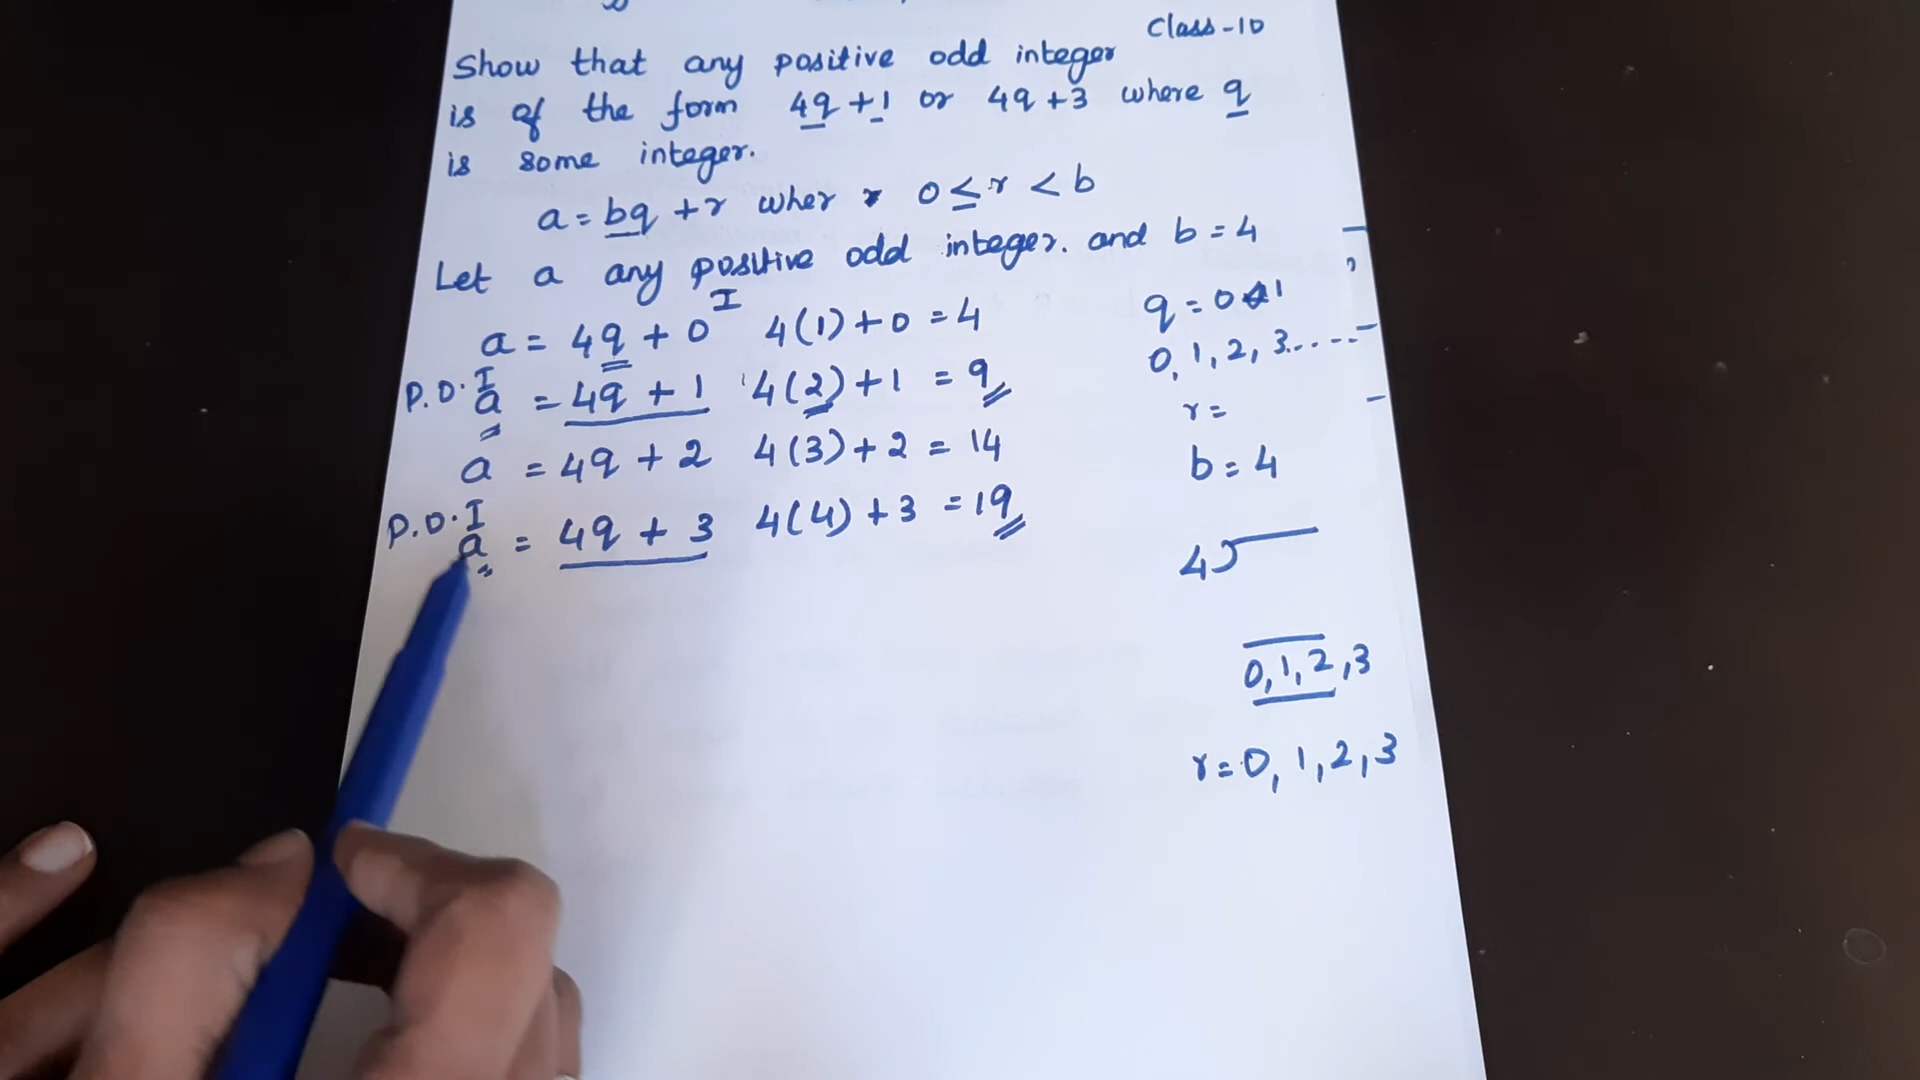 Class-10
Show that any positive odd integer
is of the form 4q+1 or 4q+3 where q
is some integer.
a = bq + r wher 0 ≤ r < b
Let a any positive odd integer. and b = 4
a = 4q + 0 I 4(1)+0 = 4
P.O.I a = 4q + 1 4(2)+1 = 9
a = 4q + 2 4(3)+2 = 14
P.O.I a = 4q + 3 4(4)+3 = 19
q = 0 1
0, 1, 2, 3.....
r =
b = 4
4
0,1,2,3
r = 0, 1, 2, 3